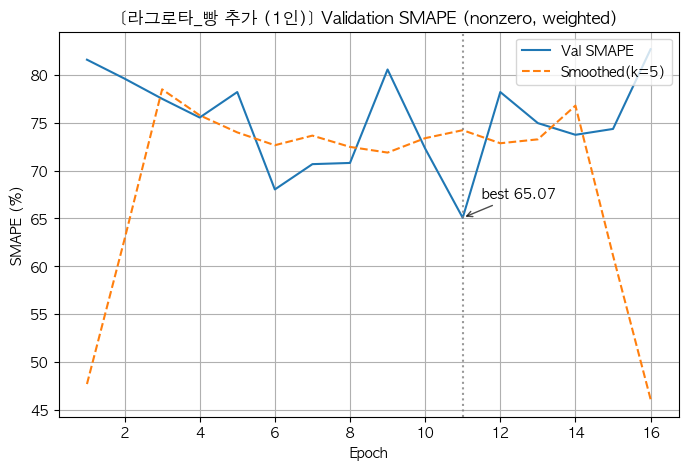 [라그로타_빵 추가 (1인)] Validation SMAPE (nonzero, weighted)
Val SMAPE
Smoothed(k=5)
80
75
70
65
60
55
50
45
SMAPE (%)
best 65.07
2 4 6 8 10 12 14 16
Epoch